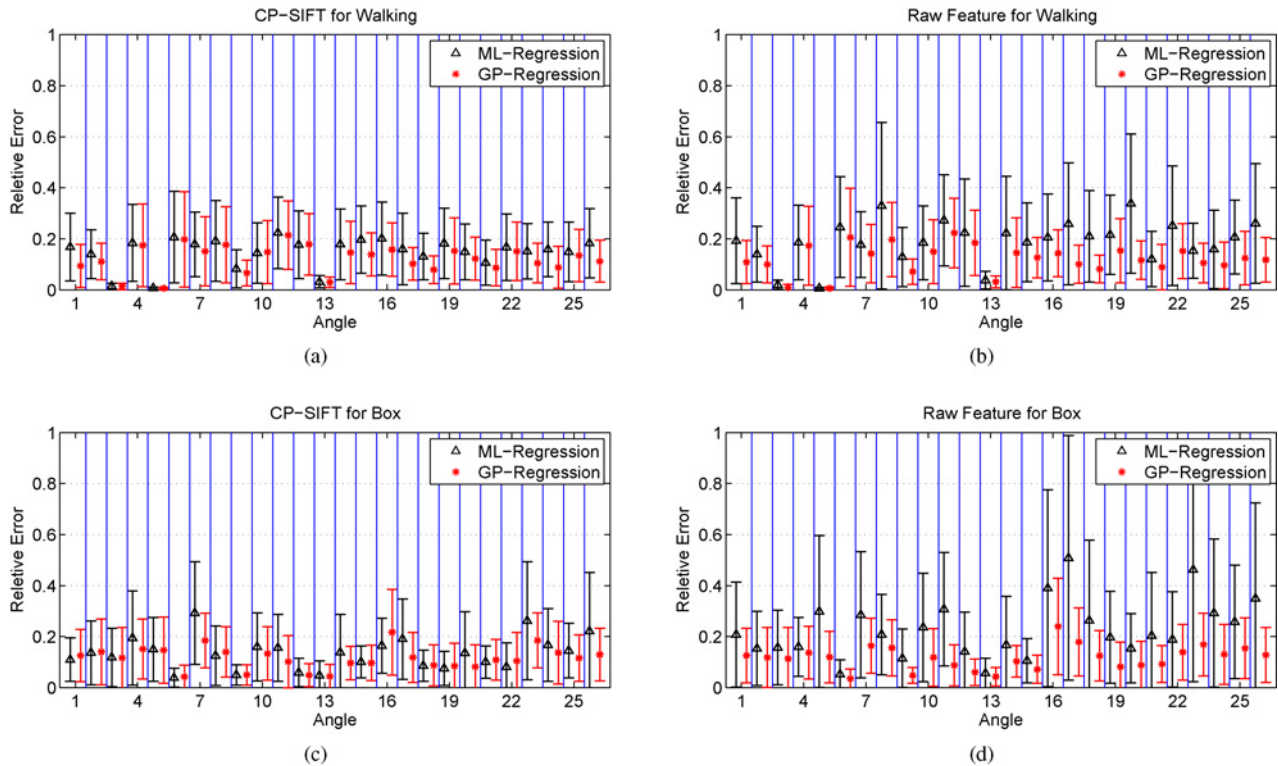 CP-SIFT for Walking
1
0.8
0.6
0.4
0.2
0
Reletive Error
1 4 7 10 13 16 19 22 25
Angle
ML-Regression
GP-Regression
(a)
Raw Feature for Walking
1
0.8
0.6
0.4
0.2
0
Reletive Error
1 4 7 10 13 16 19 22 25
Angle
ML-Regression
GP-Regression
(b)
CP-SIFT for Box
1
0.8
0.6
0.4
0.2
0
Reletive Error
1 4 7 10 13 16 19 22 25
Angle
ML-Regression
GP-Regression
(c)
Raw Feature for Box
1
0.8
0.6
0.4
0.2
0
Reletive Error
1 4 7 10 13 16 19 22 25
Angle
ML-Regression
GP-Regression
(d)